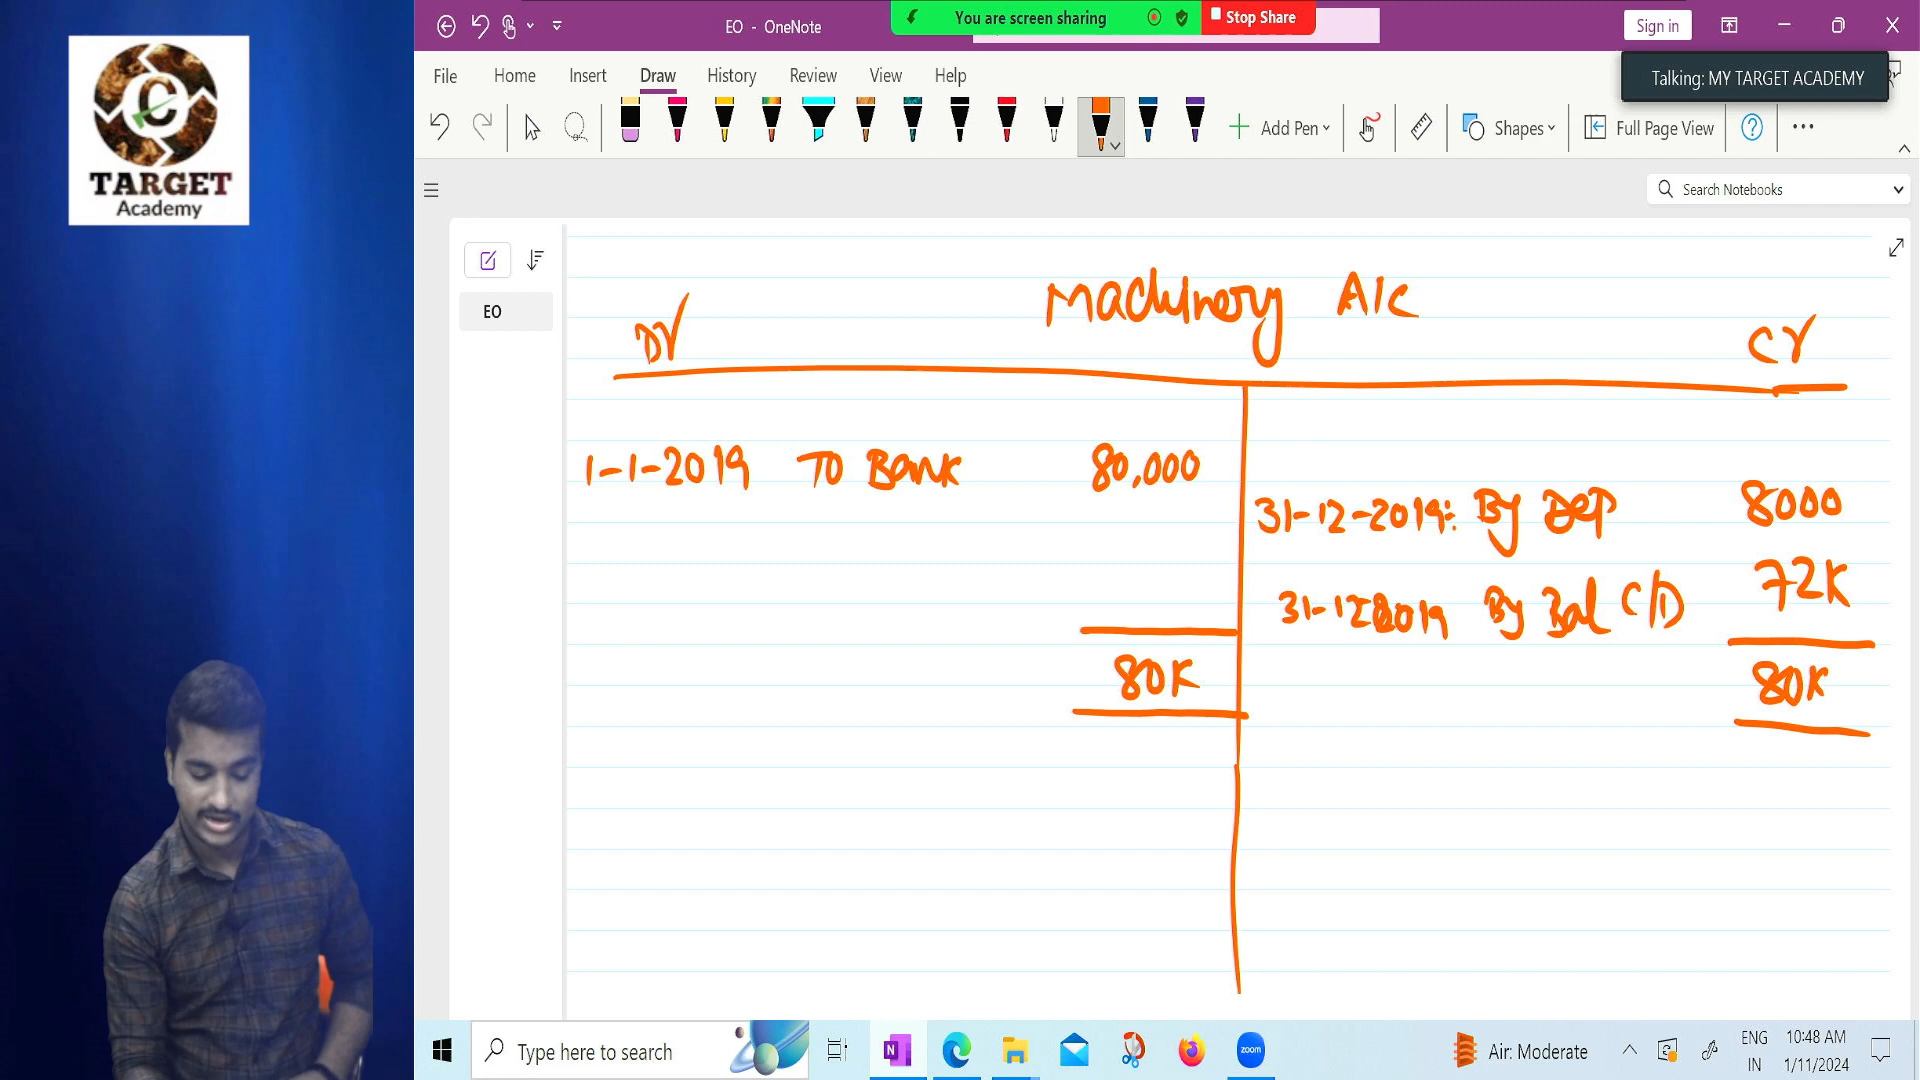 TARGET
Academy
EO - OneNote
You are screen sharing
Stop Share
Sign in
File Home Insert Draw History Review View Help
Talking: MY TARGET ACADEMY
Add Pen
Shapes
Full Page View
Search Notebooks
EO
Machinery A/c
Dr
Cr
1-1-2019 To Bank 80,000
31-12-2019: By Dep 8000
31-12-2019 By Bal C/D 72K
80K
80K
Type here to search
zoom
Air: Moderate
ENG
IN
10:48 AM
1/11/2024